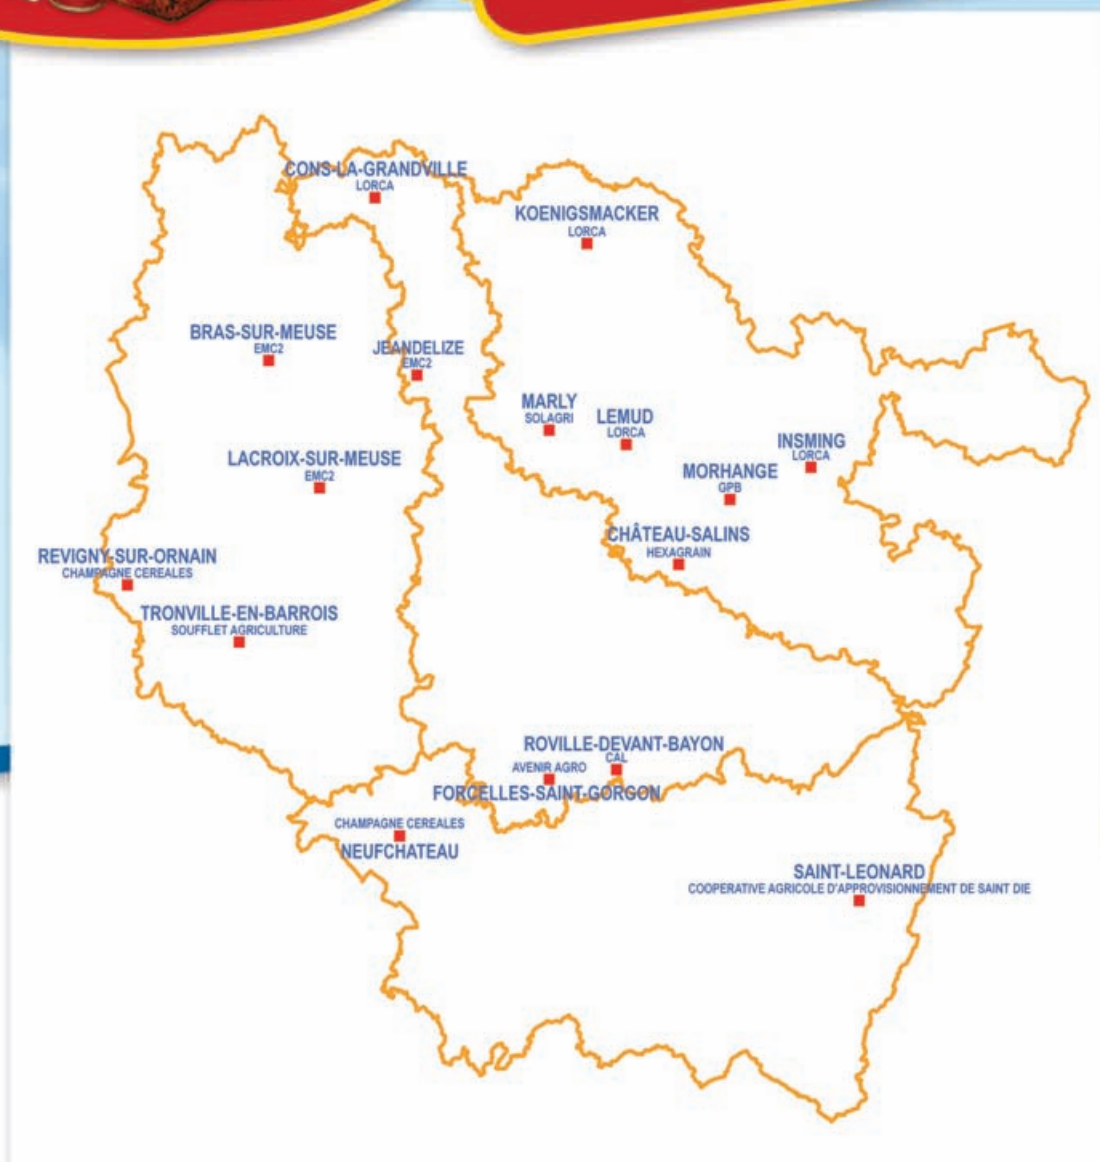 CONS-LA-GRANDVILLE
LORCA
KOENIGSMACKER
LORCA
BRAS-SUR-MEUSE
EMC2
JEANDELIZE
EMC2
MARLY
SOLAGRI
LEMUD
LORCA
INSMING
LORCA
LACROIX-SUR-MEUSE
EMC2
MORHANGE
GPB
CHÂTEAU-SALINS
HEXAGRAIN
REVIGNY-SUR-ORNAIN
CHAMPAGNE CEREALES
TRONVILLE-EN-BARROIS
SOUFFLET AGRICULTURE
ROVILLE-DEVANT-BAYON
CAL
AVENIR AGRO
FORCELLES-SAINT-GORGON
CHAMPAGNE CEREALES
NEUFCHATEAU
SAINT-LEONARD
COOPERATIVE AGRICOLE D'APPROVISIONNEMENT DE SAINT DIE